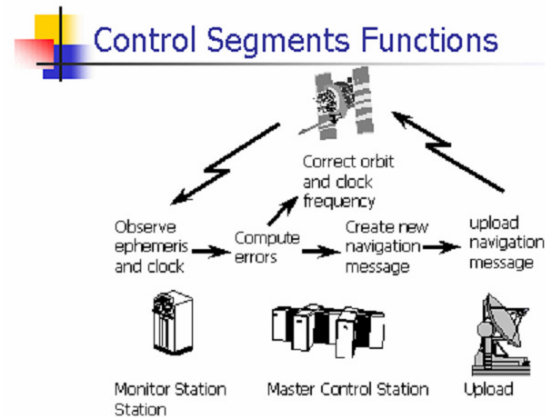 Control Segments Functions
Correct orbit
and clock
frequency
Observe
ephemeris
and clock
Compute
errors
Create new
navigation
message
upload
navigation
message
Monitor Station
Station
Master Control Station
Upload